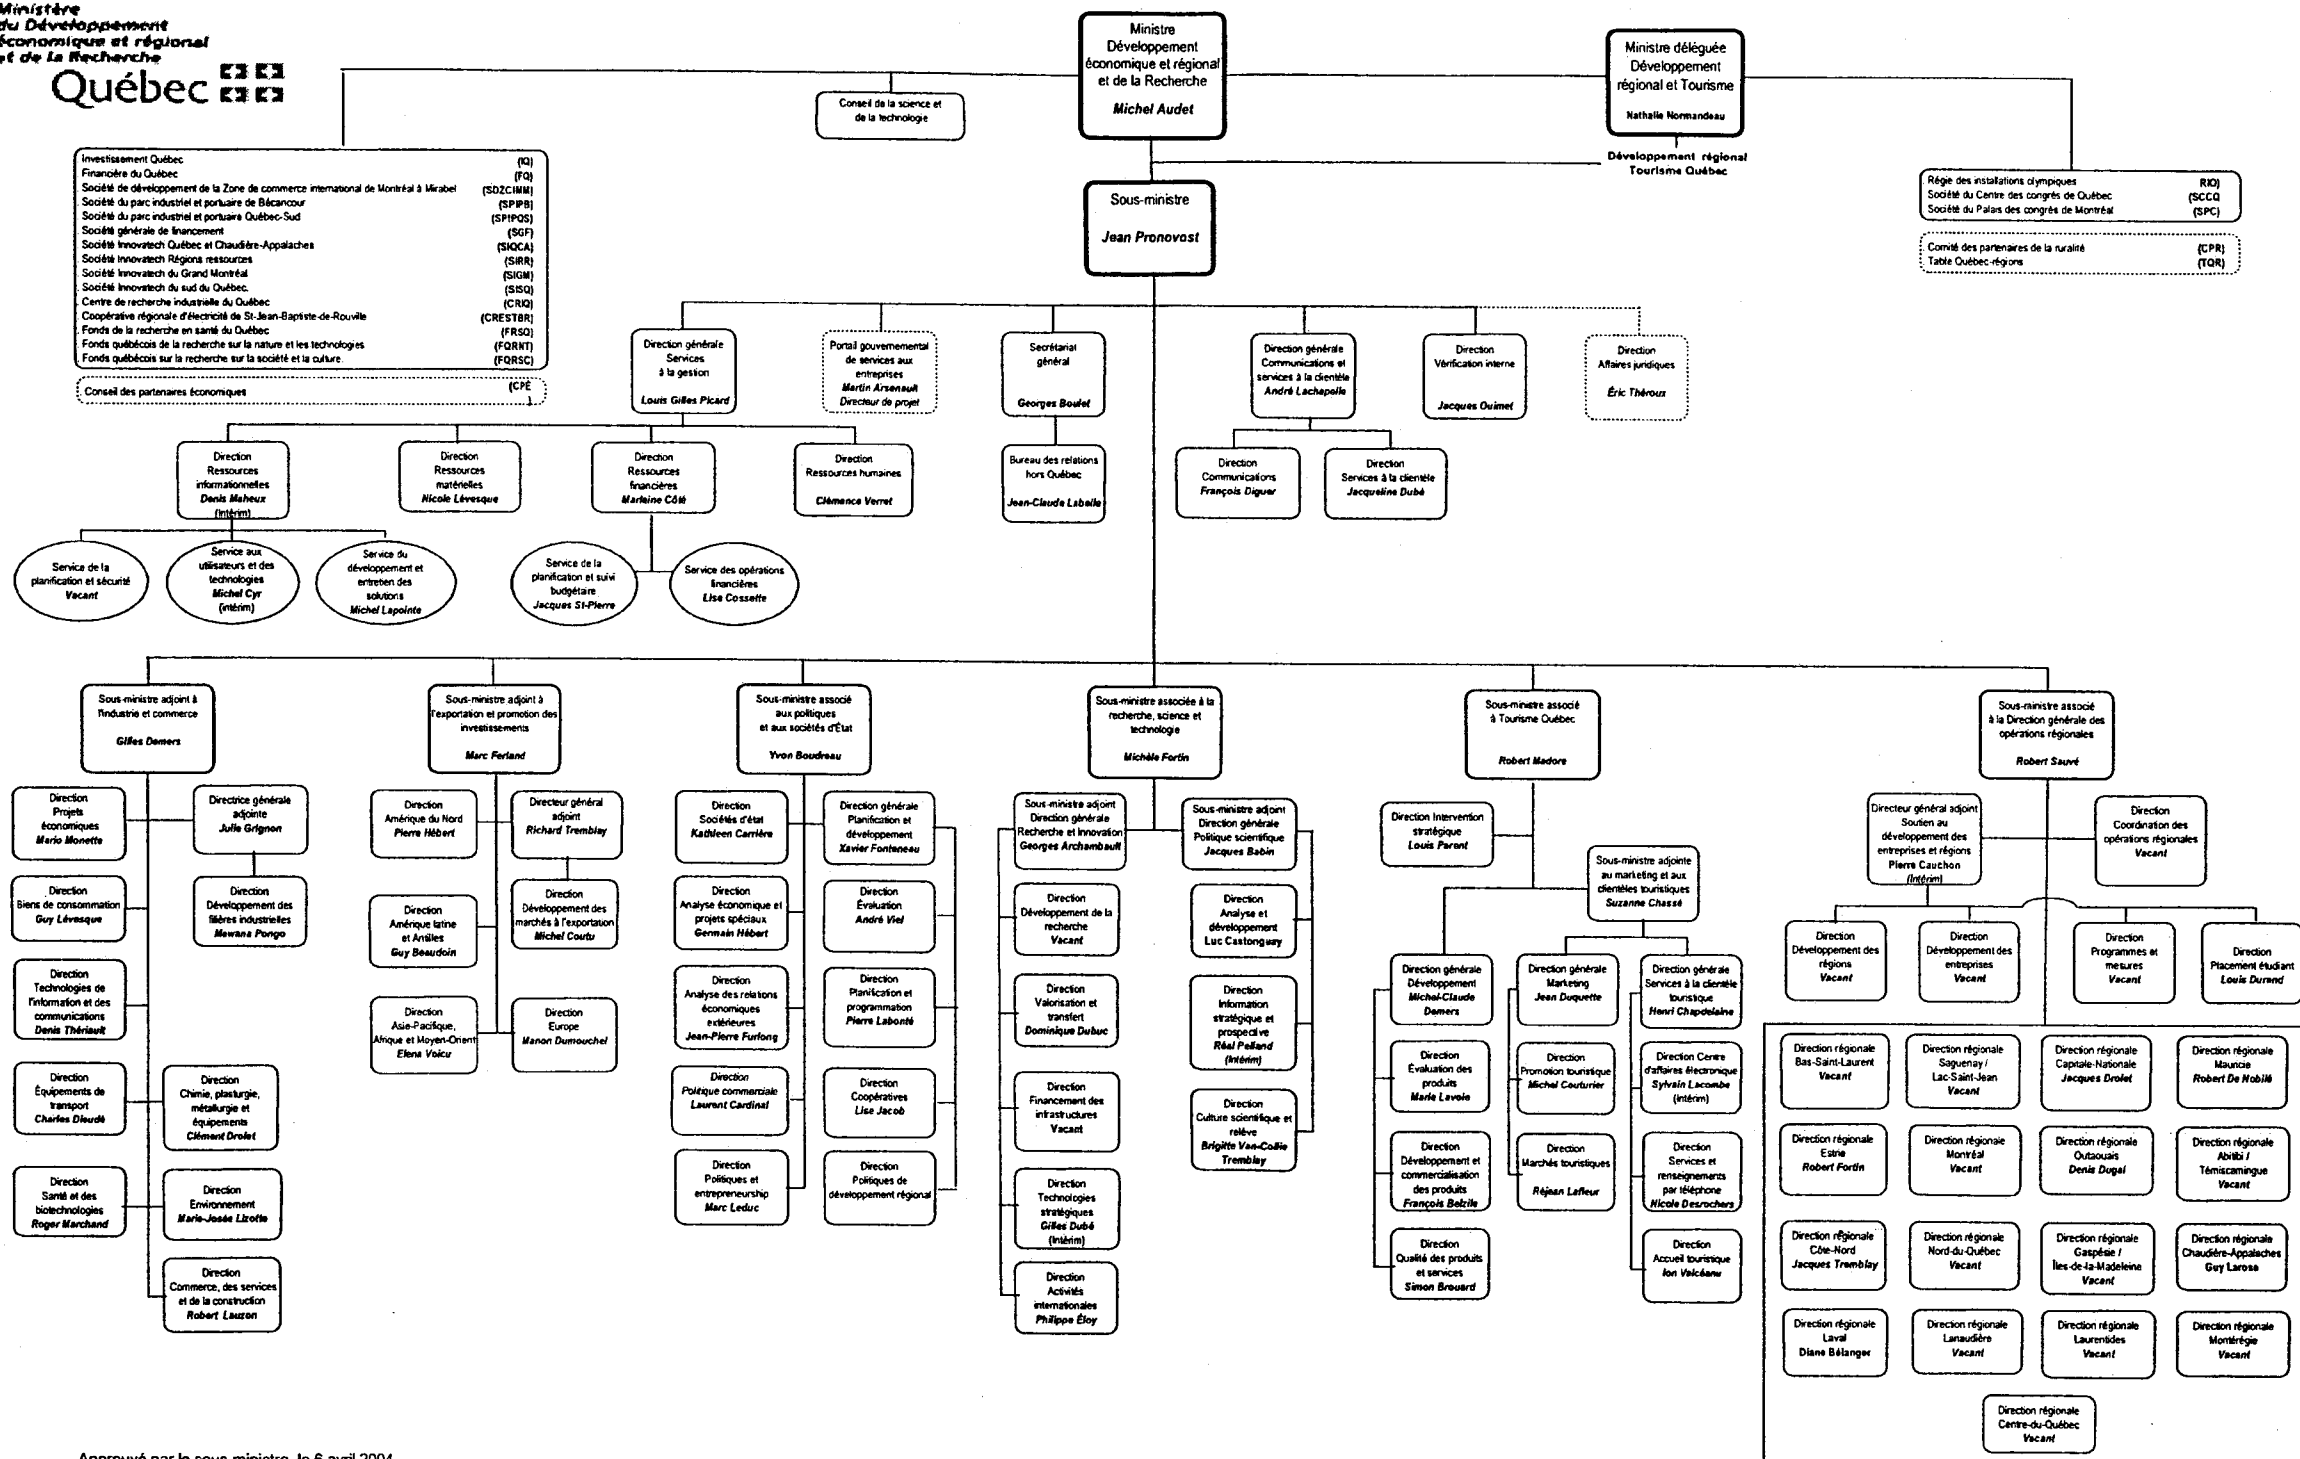 Ministère
du Développement
économique et régional
et de la Recherche
Québec
Ministre
Développement
économique et régional
et de la Recherche
Michel Audet
Ministre déléguée
Développement
régional et Tourisme
Nathalie Normandeau
Développement régional
Tourisme Québec
Conseil de la science et
de la technologie
Investissement Québec (IQ)
Financière du Québec (FQ)
Société de développement de la Zone de commerce international de Montréal à Mirabel (SDZCIMM)
Société du parc industriel et portuaire de Bécancour (SPIPB)
Société du parc industriel et portuaire Québec-Sud (SPIPQS)
Société générale de financement (SGF)
Société Innovatech Québec et Chaudière-Appalaches (SIQCA)
Société Innovatech Régions ressources (SIRR)
Société Innovatech du Grand Montréal (SIGM)
Société Innovatech du sud du Québec. (SISQ)
Centre de recherche industrielle du Québec (CRIQ)
Coopérative régionale d'électricité de St-Jean-Baptiste-de-Rouville (CRESTBR)
Fonds de la recherche en santé du Québec (FRSQ)
Fonds québécois de la recherche sur la nature et les technologies (FQRNT)
Fonds québécois sur la recherche sur la société et la culture. (FQRSC)
Conseil des partenaires économiques (CPÉ
)
Régie des installations olympiques RIO)
Société du Centre des congrès de Québec (SCCQ
Société du Palais des congrès de Montréal (SPC)
Comité des partenaires de la ruralité (CPR)
Table Québec-régions (TQR)
Sous-ministre
Jean Pronovost
Direction générale
Services
à la gestion
Louis Gilles Picard
Portail gouvernemental
de services aux
entreprises
Martin Arsenault
Directeur de projet
Secrétariat
général
Georges Boulet
Direction générale
Communications et
services à la clientèle
André Lachapelle
Direction
Vérification interne
Jacques Ouimet
Direction
Affaires juridiques
Éric Théroux
Direction
Ressources
informationnelles
Denis Maheux
(Intérim)
Direction
Ressources
matérielles
Nicole Lévesque
Direction
Ressources
financières
Marleine Côté
Direction
Ressources humaines
Clémence Verret
Bureau des relations
hors Québec
Jean-Claude Labelle
Direction
Communications
François Diguer
Direction
Services à la clientèle
Jacqueline Dubé
Service de la
planification et sécurité
Vacant
Service aux
utilisateurs et des
technologies
Michel Cyr
(intérim)
Service du
développement et
entretien des
solutions
Michel Lapointe
Service de la
planification et suivi
budgétaire
Jacques St-Pierre
Service des opérations
financières
Lise Cossette
Sous-ministre adjoint à
l'industrie et commerce
Gilles Demers
Sous-ministre adjoint à
l'exportation et promotion des
investissements
Marc Ferland
Sous-ministre associé
aux politiques
et aux sociétés d'État
Yvon Boudreau
Sous-ministre associée à la
recherche, science et
technologie
Michèle Fortin
Sous-ministre associé
à Tourisme Québec
Robert Madore
Sous-ministre associé
à la Direction générale des
opérations régionales
Robert Sauvé
Direction
Projets
économiques
Mario Monette
Directrice générale
adjointe
Julie Grignon
Direction
Biens de consommation
Guy Lévesque
Direction
Développement des
filières industrielles
Mawana Pongo
Direction
Technologies de
l'information et des
communications
Denis Thériault
Direction
Équipements de
transport
Charles Dieudé
Direction
Chimie, plasturgie,
métallurgie et
équipements
Clément Drolet
Direction
Santé et des
biotechnologies
Roger Marchand
Direction
Environnement
Marie-Josée Lizotte
Direction
Commerce, des services
et de la construction
Robert Lauzon
Direction
Amérique du Nord
Pierre Hébert
Directeur général
adjoint
Richard Tremblay
Direction
Amérique latine
et Antilles
Guy Beaudoin
Direction
Développement des
marchés à l'exportation
Michel Coutu
Direction
Asie-Pacifique,
Afrique et Moyen-Orient
Elena Voicu
Direction
Europe
Manon Dumouchel
Direction
Sociétés d'état
Kathleen Carrière
Direction générale
Planification et
développement
Xavier Fonteneau
Direction
Analyse économique et
projets spéciaux
Germain Hébert
Direction
Évaluation
André Viel
Direction
Analyse des relations
économiques
extérieures
Jean-Pierre Furlong
Direction
Planification et
programmation
Pierre Labonté
Direction
Politique commerciale
Laurent Cardinal
Direction
Coopératives
Lise Jacob
Direction
Politiques et
entrepreneurship
Marc Leduc
Direction
Politiques de
développement régional
Sous-ministre adjoint
Direction générale
Recherche et Innovation
Georges Archambault
Sous-ministre adjoint
Direction générale
Politique scientifique
Jacques Babin
Direction
Développement de la
recherche
Vacant
Direction
Analyse et
développement
Luc Castonguay
Direction
Valorisation et
transfert
Dominique Dubuc
Direction
Information
stratégique et
prospective
Réal Pelland
(Intérim)
Direction
Financement des
infrastructures
Vacant
Direction
Culture scientifique et
relève
Brigitte Van-Coilie
Tremblay
Direction
Technologies
stratégiques
Gilles Dubé
(Intérim)
Direction
Activités
internationales
Philippe Éloy
Direction Intervention
stratégique
Louis Parent
Sous-ministre adjointe
au marketing et aux
clientèles touristiques
Suzanne Chassé
Direction générale
Développement
Michel-Claude
Demers
Direction générale
Marketing
Jean Duquette
Direction générale
Services à la clientèle
touristique
Henri Chapdelaine
Direction
Évaluation des
produits
Marie Lavoie
Direction
Promotion touristique
Michel Couturier
Direction Centre
d'affaires électronique
Sylvain Lacombe
(intérim)
Direction
Développement et
commercialisation
des produits
François Belzile
Direction
Marchés touristiques
Réjean Lafleur
Direction
Services et
renseignements
par téléphone
Nicole Desrochers
Direction
Qualité des produits
et services
Simon Brouard
Direction
Accueil touristique
Ion Valcéanu
Directeur général adjoint
Soutien au
développement des
entreprises et régions
Pierre Cauchon
(Intérim)
Direction
Coordination des
opérations régionales
Vacant
Direction
Développement des
régions
Vacant
Direction
Développement des
entreprises
Vacant
Direction
Programmes et
mesures
Vacant
Direction
Placement étudiant
Louis Durand
Direction régionale
Bas-Saint-Laurent
Vacant
Direction régionale
Saguenay /
Lac-Saint-Jean
Vacant
Direction régionale
Capitale-Nationale
Jacques Drolet
Direction régionale
Mauricie
Robert De Nobilé
Direction régionale
Estrie
Robert Fortin
Direction régionale
Montréal
Vacant
Direction régionale
Outaouais
Denis Dugal
Direction régionale
Abitibi /
Témiscamingue
Vacant
Direction régionale
Côte-Nord
Jacques Tremblay
Direction régionale
Nord-du-Québec
Vacant
Direction régionale
Gaspésie /
Îles-de-la-Madeleine
Vacant
Direction régionale
Chaudière-Appalaches
Guy Larose
Direction régionale
Laval
Diane Bélanger
Direction régionale
Lanaudière
Vacant
Direction régionale
Laurentides
Vacant
Direction régionale
Montérégie
Vacant
Direction régionale
Centre-du-Québec
Vacant
Approuvé par le sous-ministre, le 6 avril 2004